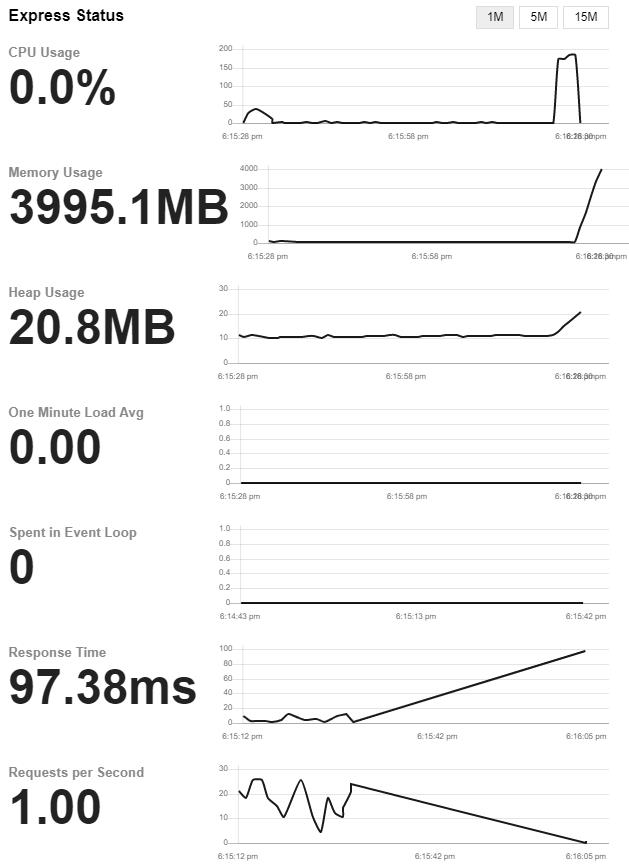 Express Status
1M 5M 15M
CPU Usage
0.0%
200
150
100
50
0
6:15:28 pm 6:15:58 pm
Memory Usage
3995.1MB
4000
3000
2000
1000
0
6:15:28 pm 6:15:58 pm
Heap Usage
20.8MB
30
20
10
0
6:15:28 pm 6:15:58 pm
One Minute Load Avg
0.00
1.0
0.8
0.6
0.4
0.2
0
6:15:28 pm 6:15:58 pm
Spent in Event Loop
0
1.0
0.8
0.6
0.4
0.2
0
6:14:43 pm 6:15:13 pm 6:15:42 pm
Response Time
97.38ms
100
80
60
40
20
0
6:15:12 pm 6:15:42 pm 6:16:05 pm
Requests per Second
1.00
30
20
10
0
6:15:12 pm 6:15:42 pm 6:16:05 pm